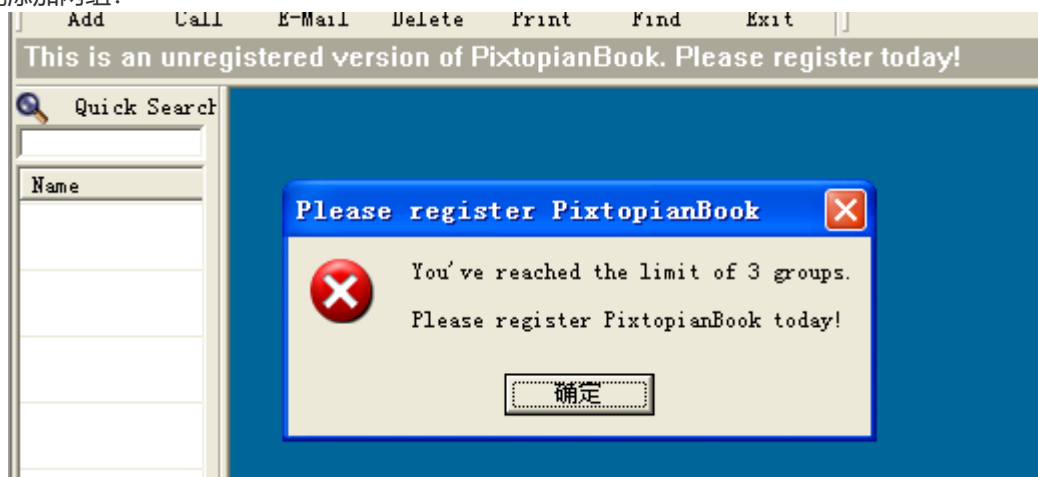 Add Call E-Mail Delete Print Find Exit
This is an unregistered version of PixtopianBook. Please register today!
Quick Search
Name
Please register PixtopianBook
You've reached the limit of 3 groups.
Please register PixtopianBook today!
确定